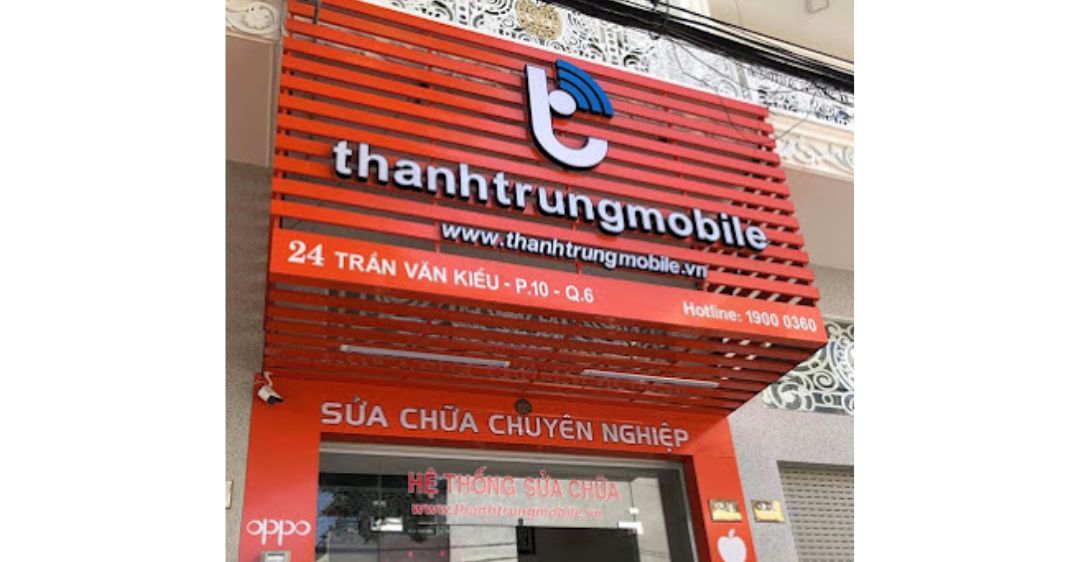 thanhtrungmobile
www.thanhtrungmobile.vn
24 TRẦN VĂN KIỂU - P.10 - Q.6
Hotline: 1900 0360
SỬA CHỮA CHUYÊN NGHIỆP
HỆ THỐNG SỬA CHỮA
www.thanhtrungmobile.vn
oppo